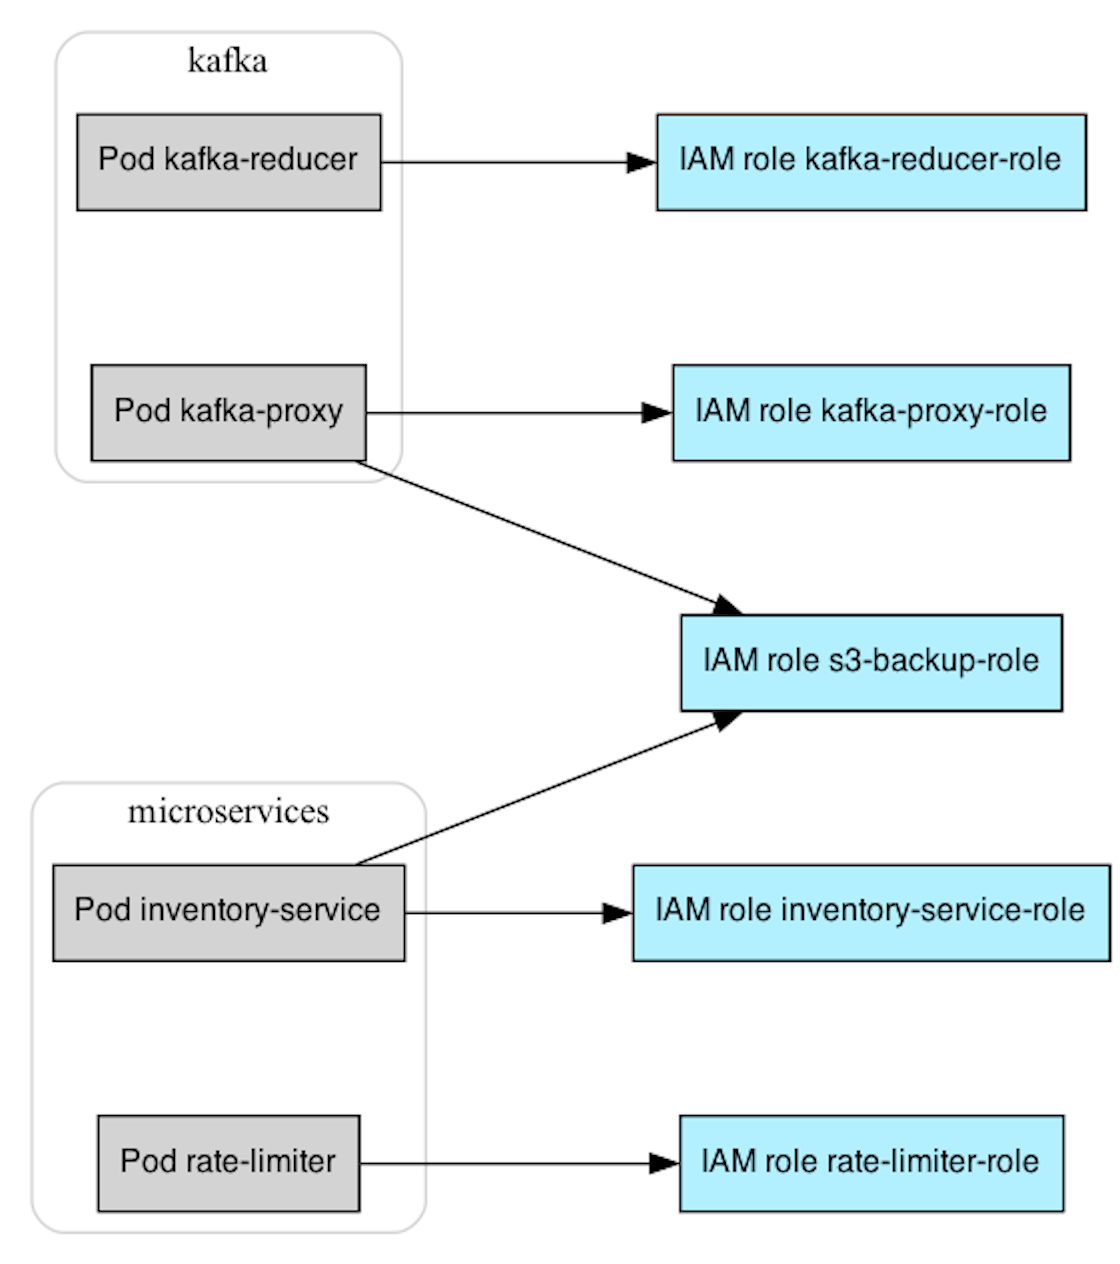 kafka
Pod kafka-reducer
IAM role kafka-reducer-role
Pod kafka-proxy
IAM role kafka-proxy-role
IAM role s3-backup-role
microservices
Pod inventory-service
IAM role inventory-service-role
Pod rate-limiter
IAM role rate-limiter-role